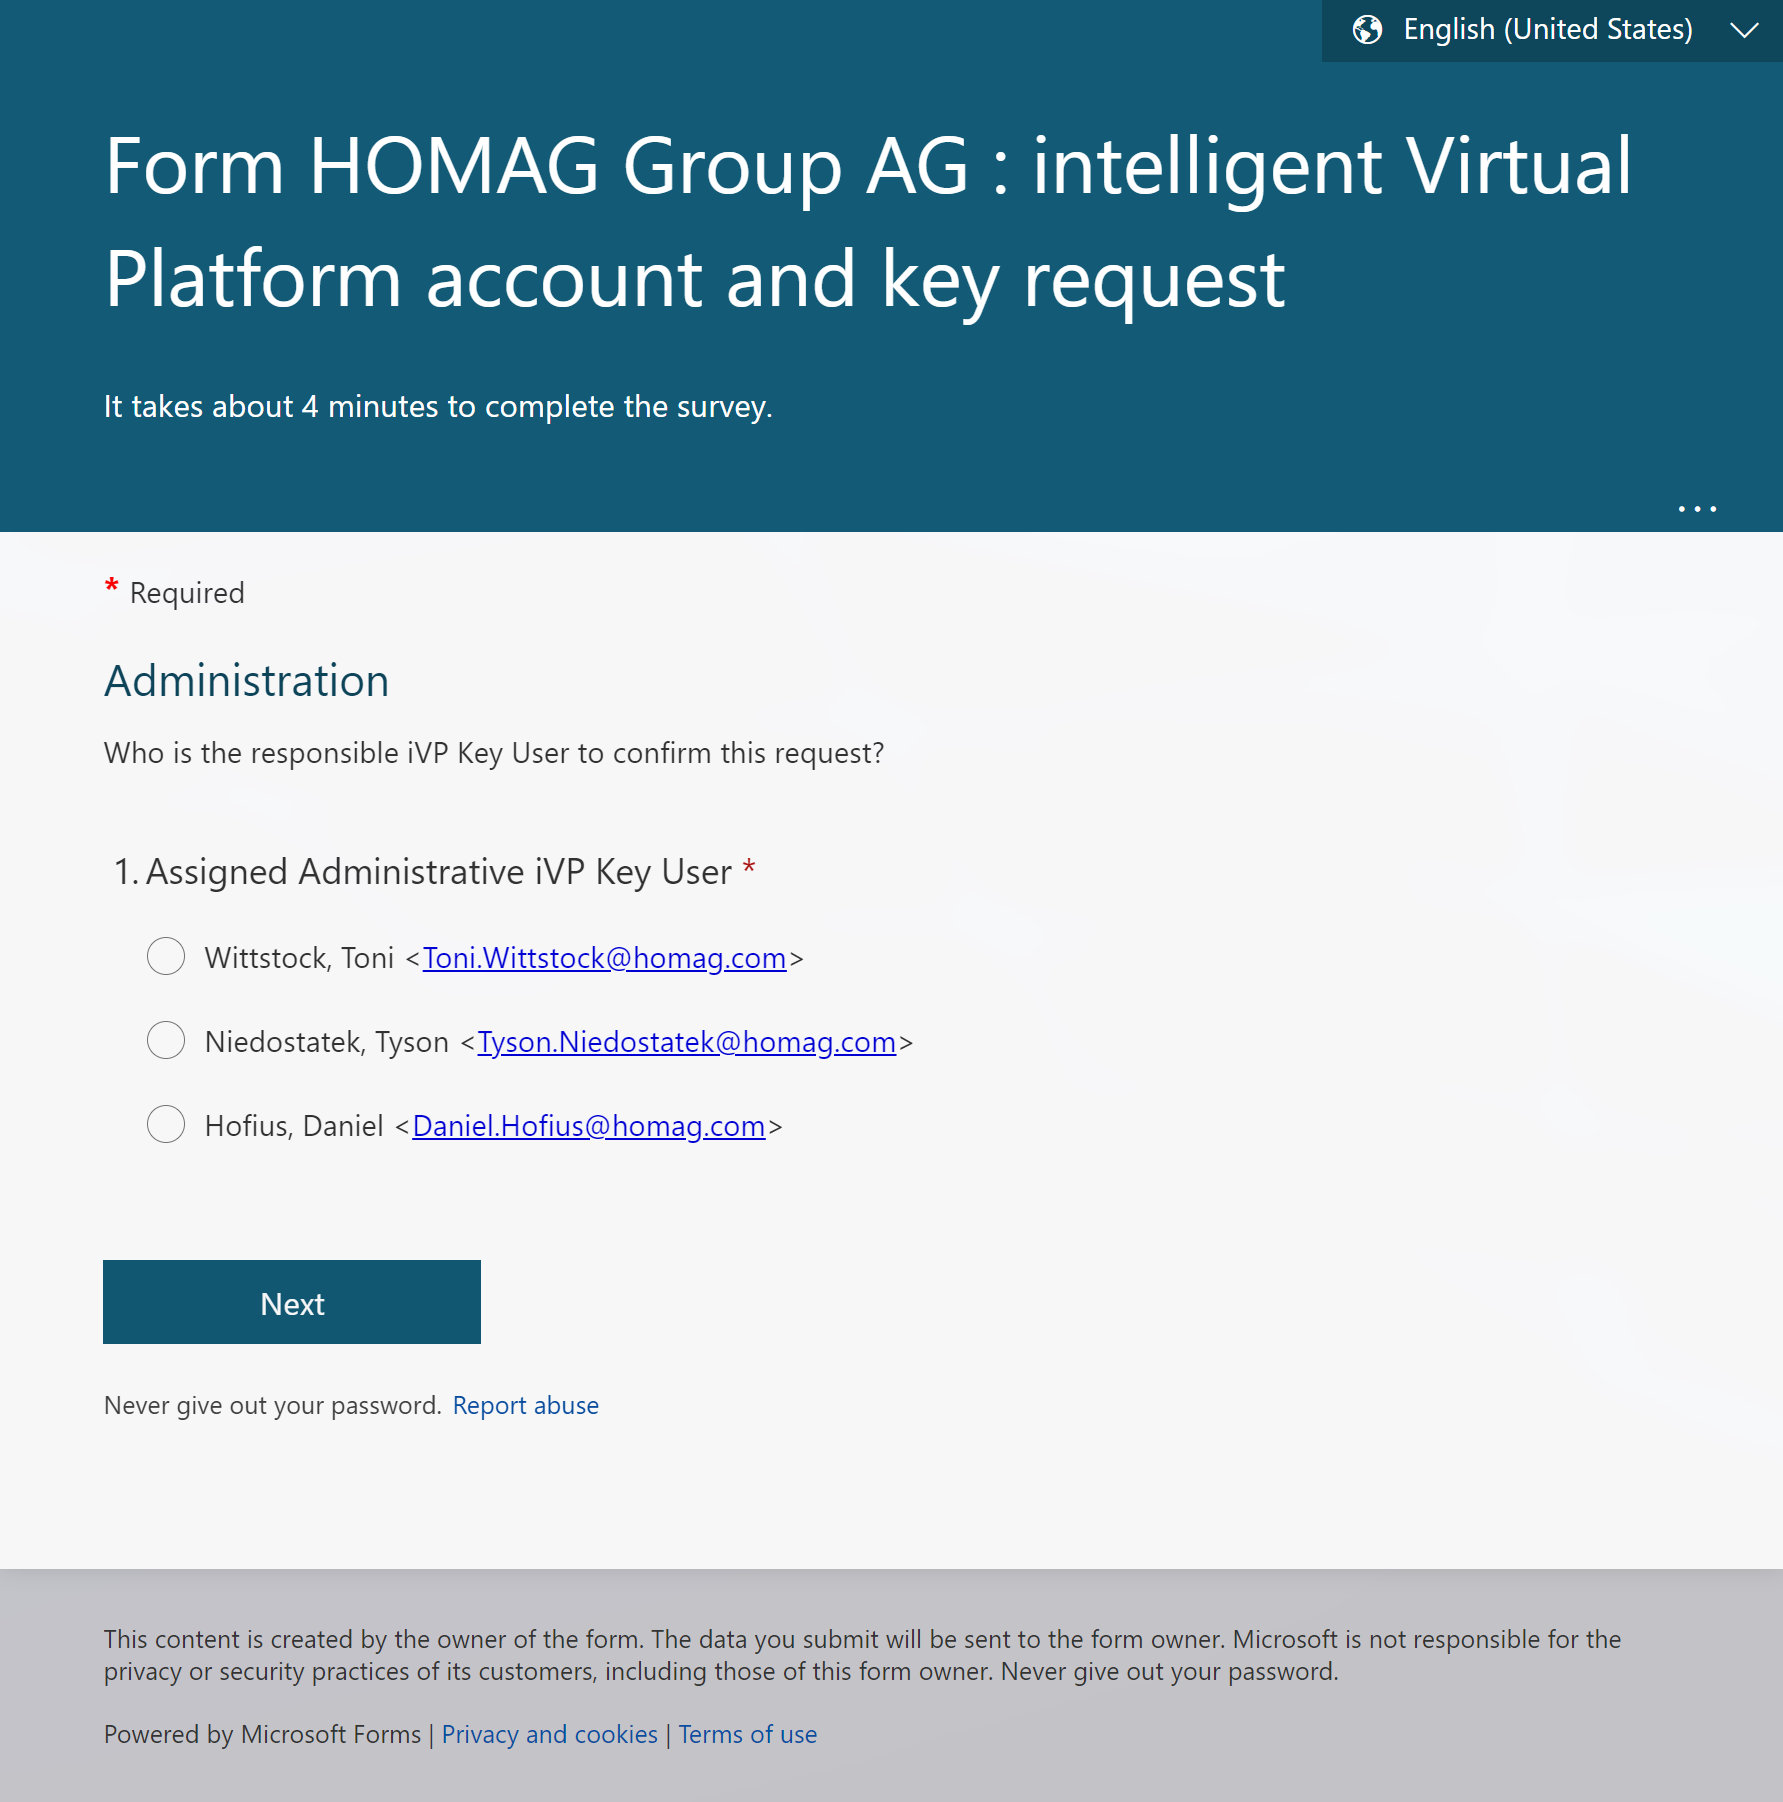 English (United States)
Form HOMAG Group AG : intelligent Virtual
Platform account and key request
It takes about 4 minutes to complete the survey.
...
* Required
Administration
Who is the responsible iVP Key User to confirm this request?
1. Assigned Administrative iVP Key User *
Wittstock, Toni <Toni.Wittstock@homag.com>
Niedostatek, Tyson <Tyson.Niedostatek@homag.com>
Hofius, Daniel <Daniel.Hofius@homag.com>
Next
Never give out your password. Report abuse
This content is created by the owner of the form. The data you submit will be sent to the form owner. Microsoft is not responsible for the
privacy or security practices of its customers, including those of this form owner. Never give out your password.
Powered by Microsoft Forms | Privacy and cookies | Terms of use